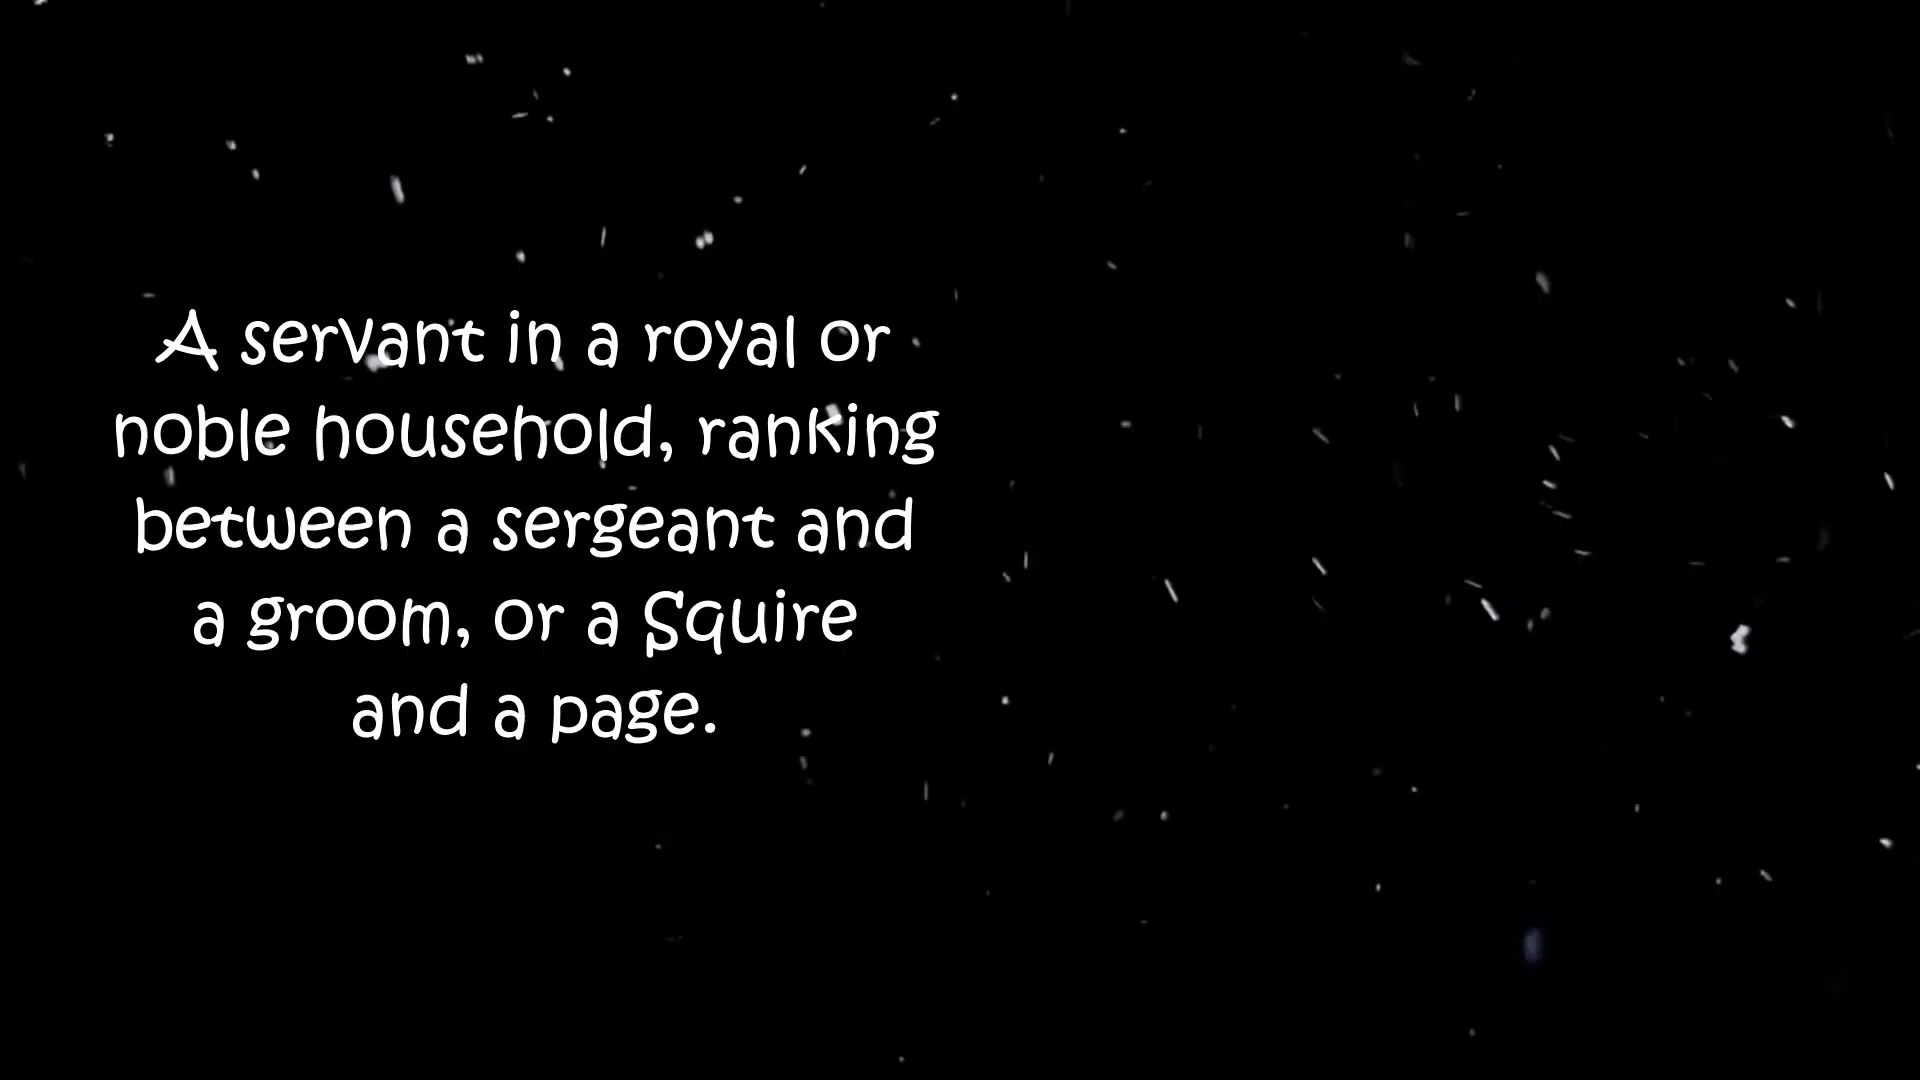 A servant in a royal or
noble household, ranking
between a sergeant and
a groom, or a Squire
and a page.